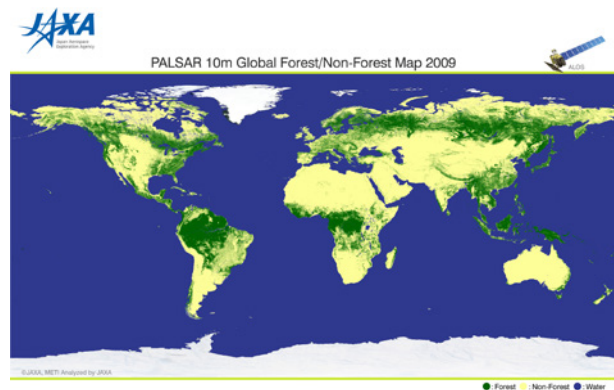 JAXA
Japan Aerospace
Exploration Agency
PALSAR 10m Global Forest/Non-Forest Map 2009
ALOS
©JAXA, METI Analyzed by JAXA
:Forest :Non-Forest :Water